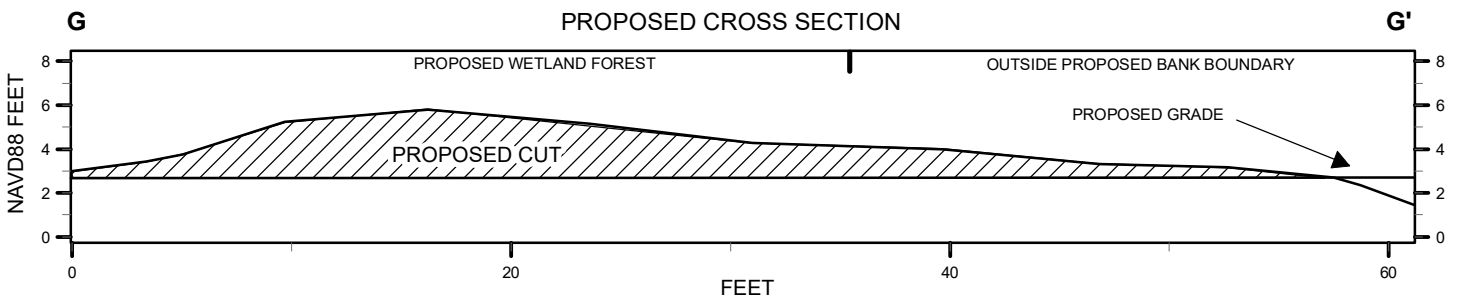 G PROPOSED CROSS SECTION G'
8 PROPOSED WETLAND FOREST OUTSIDE PROPOSED BANK BOUNDARY 8
6 PROPOSED GRADE 6
4 PROPOSED CUT 4
2 2
0 0
NAVD88 FEET
0 20 40 60
FEET